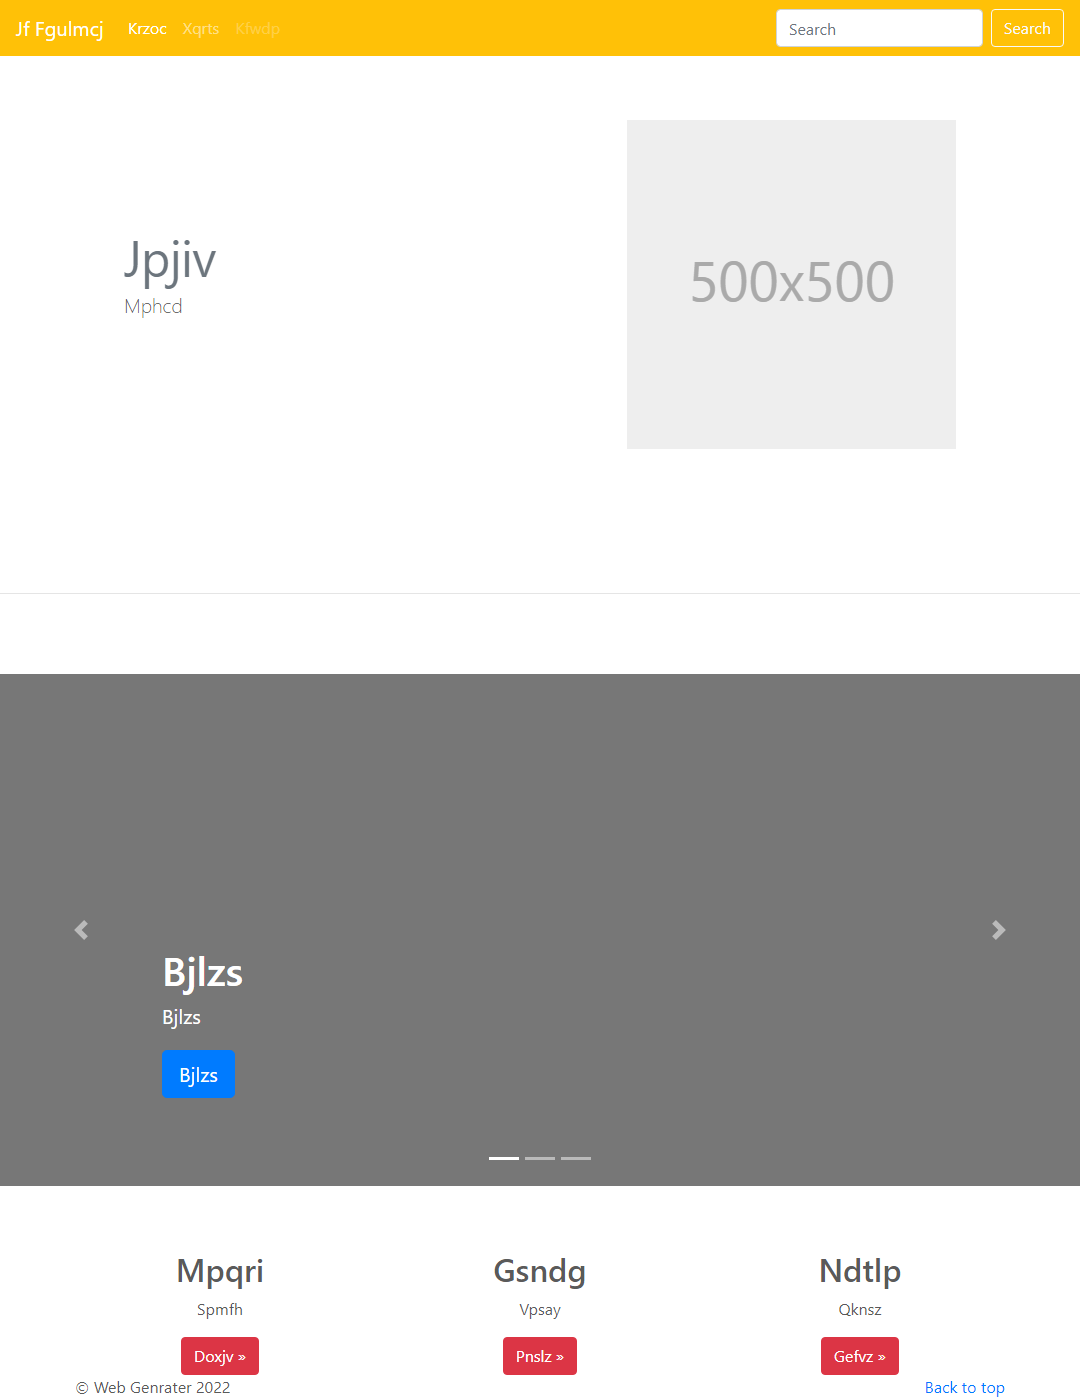 Jf Fgulmcj Krzoc Xqrts Kfwdp Search Search
Jpjiv
Mphcd
500x500
Bjlzs
Bjlzs
Bjlzs
Mpqri Gsndg Ndtlp
Spmfh Vpsay Qknsz
Doxjv » Pnslz » Gefvz »
© Web Genrater 2022 Back to top